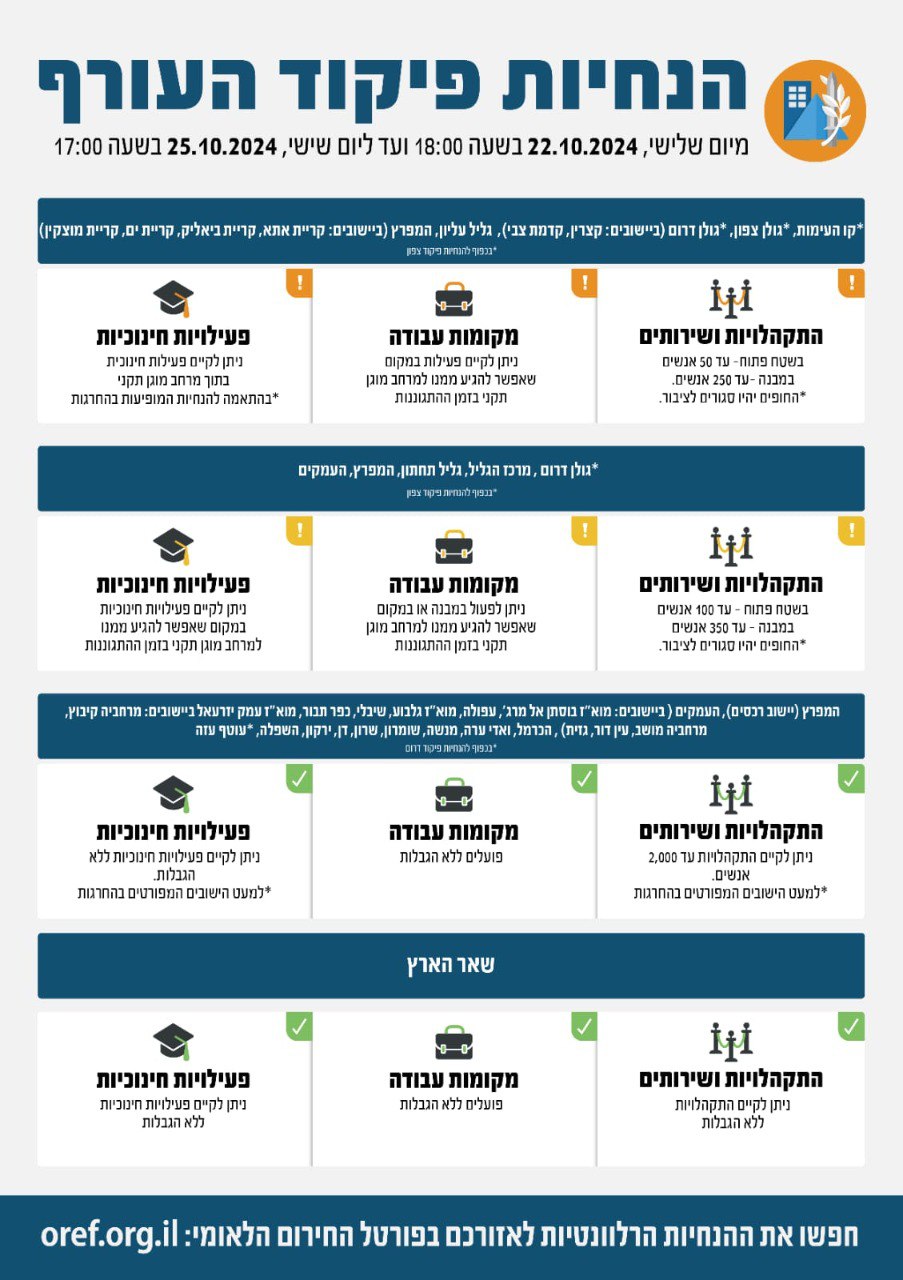 הנחיות פיקוד העורף
מיום שלישי, 22.10.2024 בשעה 18:00 ועד ליום שישי, 25.10.2024 בשעה 17:00
*קו העימות, *גולן צפון, *גולן דרום (ביישובים: קצרין, קדמת צבי), גליל עליון, המפרץ (ביישובים: קריית אתא, קריית ביאליק, קריית ים, קריית מוצקין)
*בכפוף להנחיות פיקוד צפון
!
התקהלויות ושירותים
בשטח פתוח- עד 50 אנשים
במבנה -עד 250 אנשים.
*החופים יהיו סגורים לציבור.
!
מקומות עבודה
ניתן לקיים פעילות במקום
שאפשר להגיע ממנו למרחב מוגן
תקני בזמן ההתגוננות
!
פעילויות חינוכיות
ניתן לקיים פעילות חינוכית
בתוך מרחב מוגן תקני
*בהתאמה להנחיות המופיעות בהחרגות
*גולן דרום , מרכז הגליל, גליל תחתון, המפרץ, העמקים
*בכפוף להנחיות פיקוד צפון
!
התקהלויות ושירותים
בשטח פתוח - עד 100 אנשים
במבנה - עד 350 אנשים
*החופים יהיו סגורים לציבור.
!
מקומות עבודה
ניתן לפעול במבנה או במקום
שאפשר להגיע ממנו למרחב מוגן
תקני בזמן ההתגוננות
!
פעילויות חינוכיות
ניתן לקיים פעילויות חינוכיות
במקום שאפשר להגיע ממנו
למרחב מוגן תקני בזמן ההתגוננות
המפרץ (יישוב רכסים), העמקים ( ביישובים: מוא"ז בוסתן אל מרג', עפולה, מוא"ז גלבוע, שיבלי, כפר תבור, מוא"ז עמק יזרעאל ביישובים: מרחביה קיבוץ,
מרחביה מושב, עין דור, גזית) , הכרמל, ואדי ערה, מנשה, שומרון, שרון, דן, ירקון, השפלה, *עוטף עזה
*בכפוף להנחיות פיקוד דרום
התקהלויות ושירותים
ניתן לקיים התקהלויות עד 2,000
אנשים.
*למעט הישובים המפורטים בהחרגות
מקומות עבודה
פועלים ללא הגבלות
פעילויות חינוכיות
ניתן לקיים פעילויות חינוכיות ללא
הגבלות.
*למעט הישובים המפורטים בהחרגות
שאר הארץ
התקהלויות ושירותים
ניתן לקיים התקהלויות
ללא הגבלות
מקומות עבודה
פועלים ללא הגבלות
פעילויות חינוכיות
ניתן לקיים פעילויות חינוכיות
ללא הגבלות
חפשו את ההנחיות הרלוונטיות לאזורכם בפורטל החירום הלאומי: oref.org.il